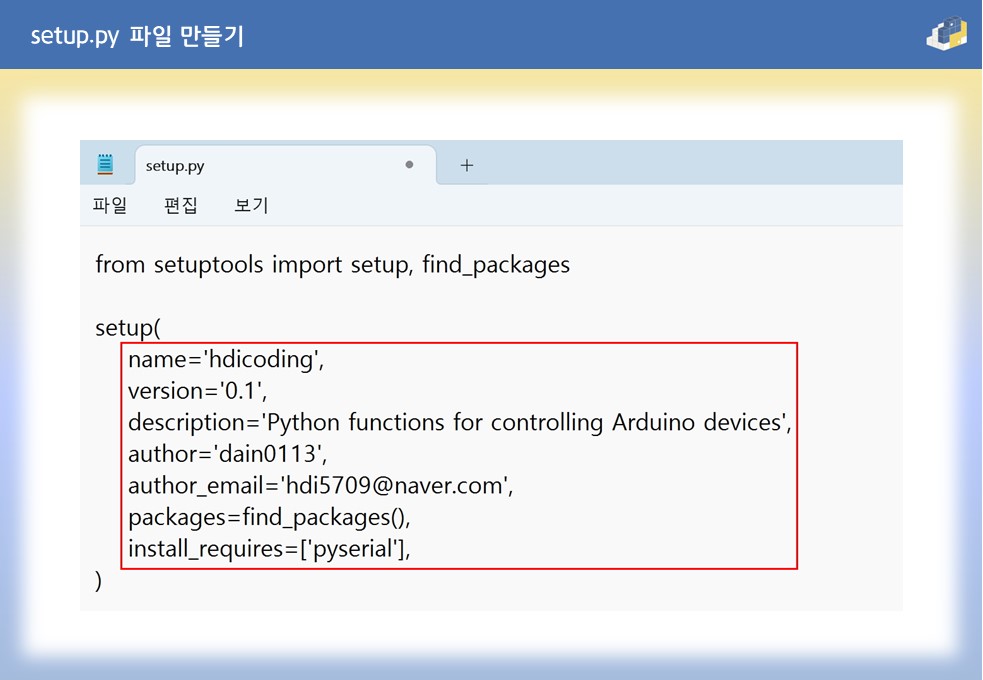 setup.py 파일 만들기
setup.py
파일 편집 보기
from setuptools import setup, find_packages
setup(
name='hdicoding',
version='0.1',
description='Python functions for controlling Arduino devices',
author='dain0113',
author_email='hdi5709@naver.com',
packages=find_packages(),
install_requires=['pyserial'],
)